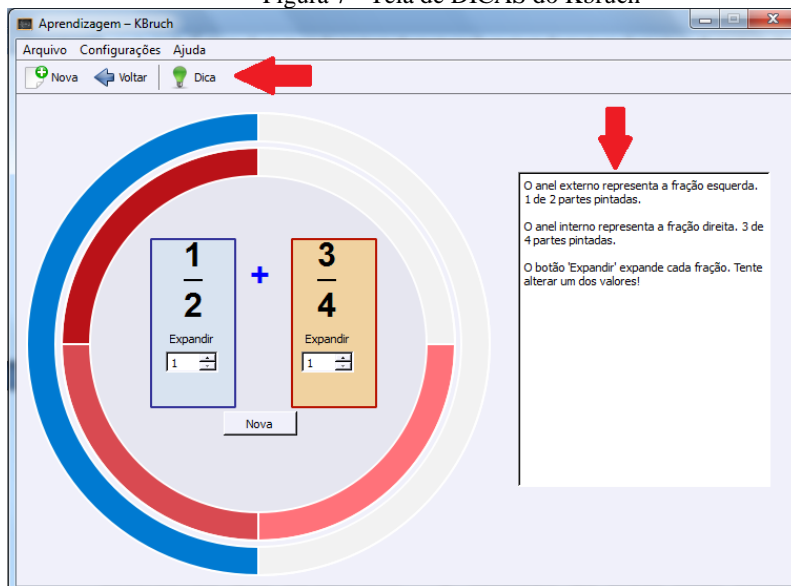 Figura 7 - Tela de DICAS do Kbruch
Aprendizagem – KBruch
Arquivo Configurações Ajuda
Nova Voltar Dica
O anel externo representa a fração esquerda.
1 de 2 partes pintadas.
O anel interno representa a fração direita. 3 de
4 partes pintadas.
O botão 'Expandir' expande cada fração. Tente
alterar um dos valores!
1
2
+
3
4
Expandir
1
Expandir
1
Nova